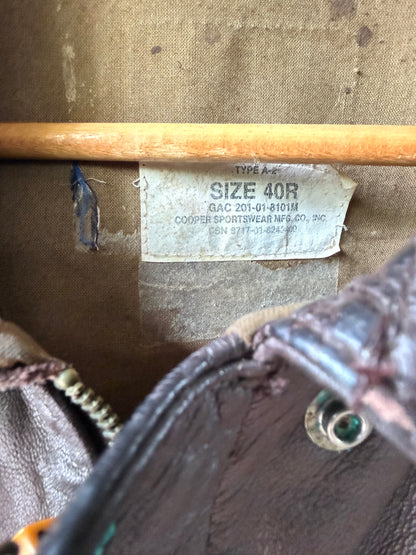 TYPE A-2
SIZE 40R
GAC 201-01-8101M
COOPER SPORTSWEAR MFG. CO., INC.